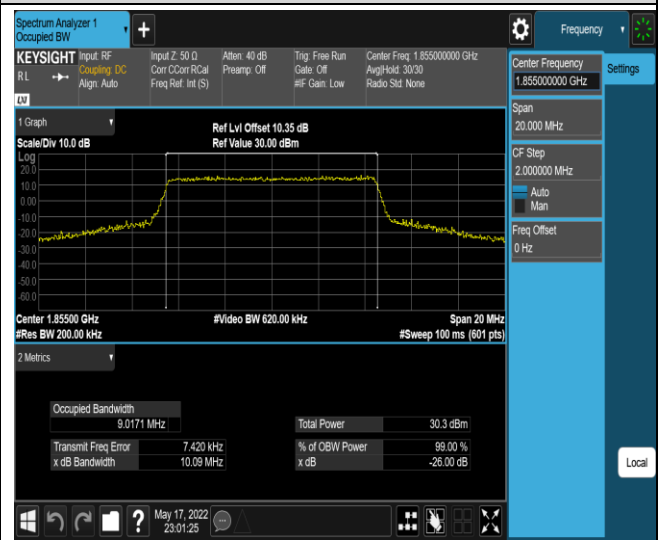 Spectrum Analyzer 1
Occupied BW
+
Frequency
KEYSIGHT
RL
LXI
Input: RF
Coupling: DC
Align: Auto
Input Z: 50 Ω
Corr CCorr RCal
Freq Ref: Int (S)
Atten: 40 dB
Preamp: Off
Trig: Free Run
Gate: Off
#IF Gain: Low
Center Freq: 1.855000000 GHz
Avg|Hold: 30/30
Radio Std: None
Center Frequency
1.855000000 GHz
Settings
Span
20.000 MHz
CF Step
2.000000 MHz
Auto
Man
Freq Offset
0 Hz
1 Graph
Scale/Div 10.0 dB
Ref Lvl Offset 10.35 dB
Ref Value 30.00 dBm
Log
20.0
10.0
0.00
-10.0
-20.0
-30.0
-40.0
-50.0
-60.0
Center 1.85500 GHz
#Video BW 620.00 kHz
Span 20 MHz
#Res BW 200.00 kHz
#Sweep 100 ms (601 pts)
2 Metrics
Occupied Bandwidth
9.0171 MHz
Total Power 30.3 dBm
Transmit Freq Error 7.420 kHz
% of OBW Power 99.00 %
x dB Bandwidth 10.09 MHz
x dB -26.00 dB
Local
?
May 17, 2022
23:01:25